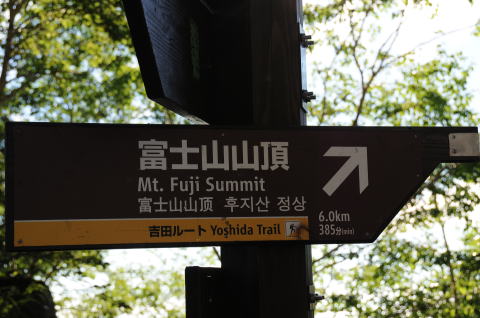 富士山山頂
Mt. Fuji Summit
富士山山顶 후지산 정상
吉田ルート Yoshida Trail
6.0km
385分(min)